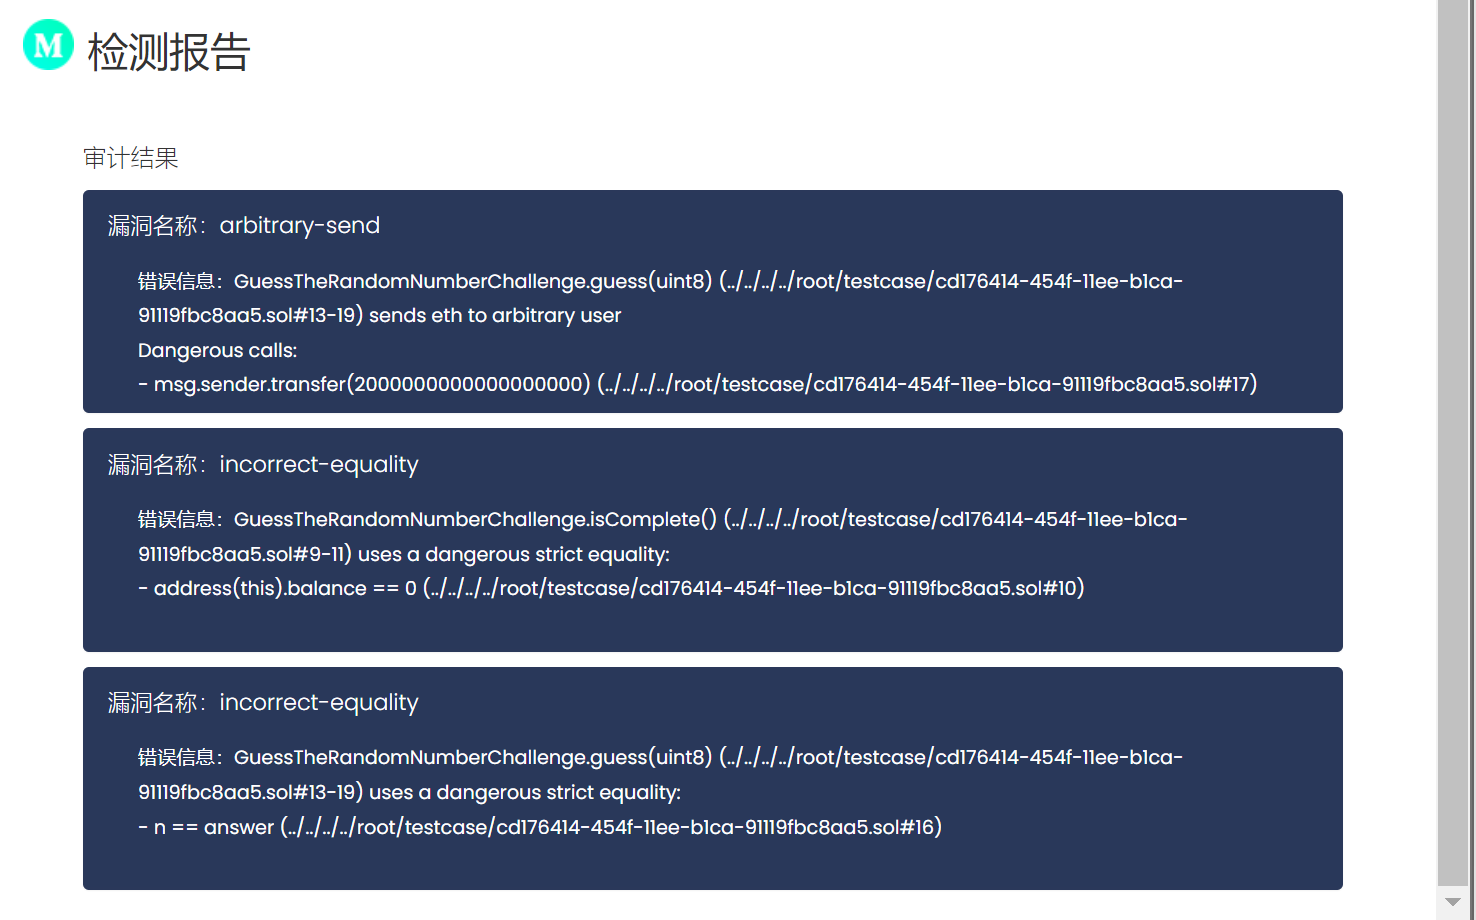 M 检测报告
审计结果
漏洞名称：arbitrary-send
错误信息：GuessTheRandomNumberChallenge.guess(uint8) (../../../../root/testcase/cd176414-454f-11ee-b1ca-
91119fbc8aa5.sol#13-19) sends eth to arbitrary user
Dangerous calls:
- msg.sender.transfer(2000000000000000000) (../../../../root/testcase/cd176414-454f-11ee-b1ca-91119fbc8aa5.sol#17)
漏洞名称：incorrect-equality
错误信息：GuessTheRandomNumberChallenge.isComplete() (../../../../root/testcase/cd176414-454f-11ee-b1ca-
91119fbc8aa5.sol#9-11) uses a dangerous strict equality:
- address(this).balance == 0 (../../../../root/testcase/cd176414-454f-11ee-b1ca-91119fbc8aa5.sol#10)
漏洞名称：incorrect-equality
错误信息：GuessTheRandomNumberChallenge.guess(uint8) (../../../../root/testcase/cd176414-454f-11ee-b1ca-
91119fbc8aa5.sol#13-19) uses a dangerous strict equality:
- n == answer (../../../../root/testcase/cd176414-454f-11ee-b1ca-91119fbc8aa5.sol#16)